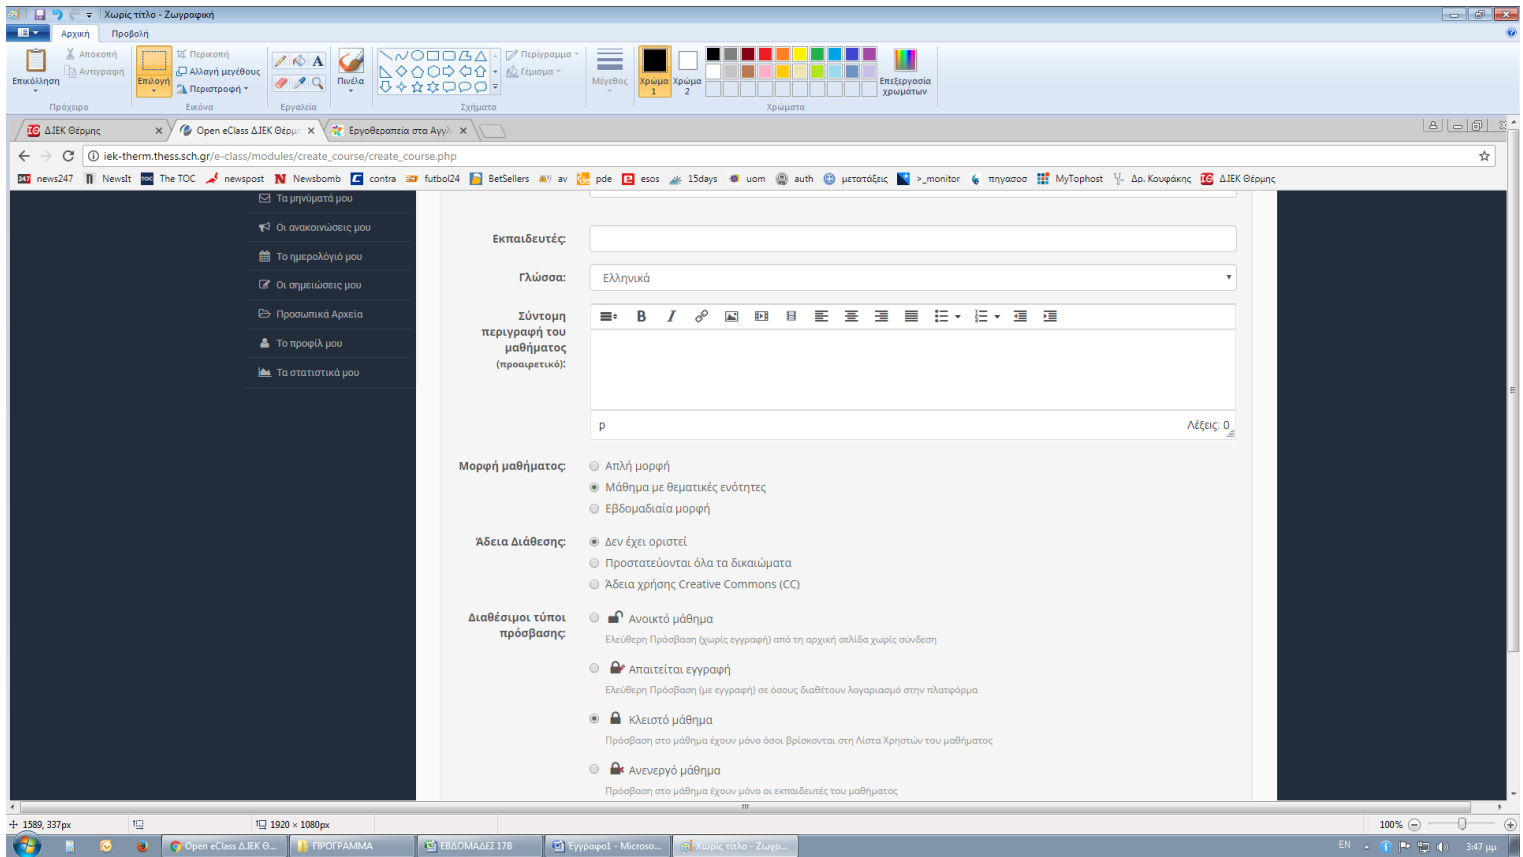 Χωρίς τίτλο - Ζωγραφική
Αρχική Προβολή
Επικόλληση
Αποκοπή
Αντιγραφή
Πρόχειρο
Επιλογή
Περικοπή
Αλλαγή μεγέθους
Περιστροφή
Εικόνα
A
Εργαλεία
Πινέλα
Περίγραμμα
Γέμισμα
Σχήματα
Μέγεθος
Χρώμα 1
Χρώμα 2
Επεξεργασία χρωμάτων
Χρώματα
Δ.ΙΕΚ Θέρμης
Open eClass Δ.ΙΕΚ Θέρμ
Εργοθεραπεία στα Αγγλ
iek-therm.thess.sch.gr/e-class/modules/create_course/create_course.php
news247 NewsIt The TOC newspost Newsbomb contra futbol24 BetSellers av pde esos 15days uom auth μετατάξεις >_monitor πηγασοσ MyTophost Δρ. Κουφάκης Δ.ΙΕΚ Θέρμης
Τα μηνύματά μου
Οι ανακοινώσεις μου
Το ημερολόγιό μου
Οι σημειώσεις μου
Προσωπικά Αρχεία
Το προφίλ μου
Τα στατιστικά μου
Εκπαιδευτές:
Γλώσσα: Ελληνικά
Σύντομη
περιγραφή του
μαθήματος
(προαιρετικό):
B I
p Λέξεις: 0
Μορφή μαθήματος: Απλή μορφή
Μάθημα με θεματικές ενότητες
Εβδομαδιαία μορφή
Άδεια Διάθεσης: Δεν έχει οριστεί
Προστατεύονται όλα τα δικαιώματα
Άδεια χρήσης Creative Commons (CC)
Διαθέσιμοι τύποι
πρόσβασης:
Ανοικτό μάθημα
Ελεύθερη Πρόσβαση (χωρίς εγγραφή) από τη αρχική σελίδα χωρίς σύνδεση
Απαιτείται εγγραφή
Ελεύθερη Πρόσβαση (με εγγραφή) σε όσους διαθέτουν λογαριασμό στην πλατφόρμα
Κλειστό μάθημα
Πρόσβαση στο μάθημα έχουν μόνο όσοι βρίσκονται στη Λίστα Χρηστών του μαθήματος
Ανενεργό μάθημα
Πρόσβαση στο μάθημα έχουν μόνο οι εκπαιδευτές του μαθήματος
1589, 337px 1920 × 1080px 100%
Open eClass Δ.ΙΕΚ Θ... ΠΡΟΓΡΑΜΜΑ ΕΒΔΟΜΑΔΕΣ 17Β Έγγραφο1 - Microso... Χωρίς τίτλο - Ζωγρ... EN 3:47 μμ